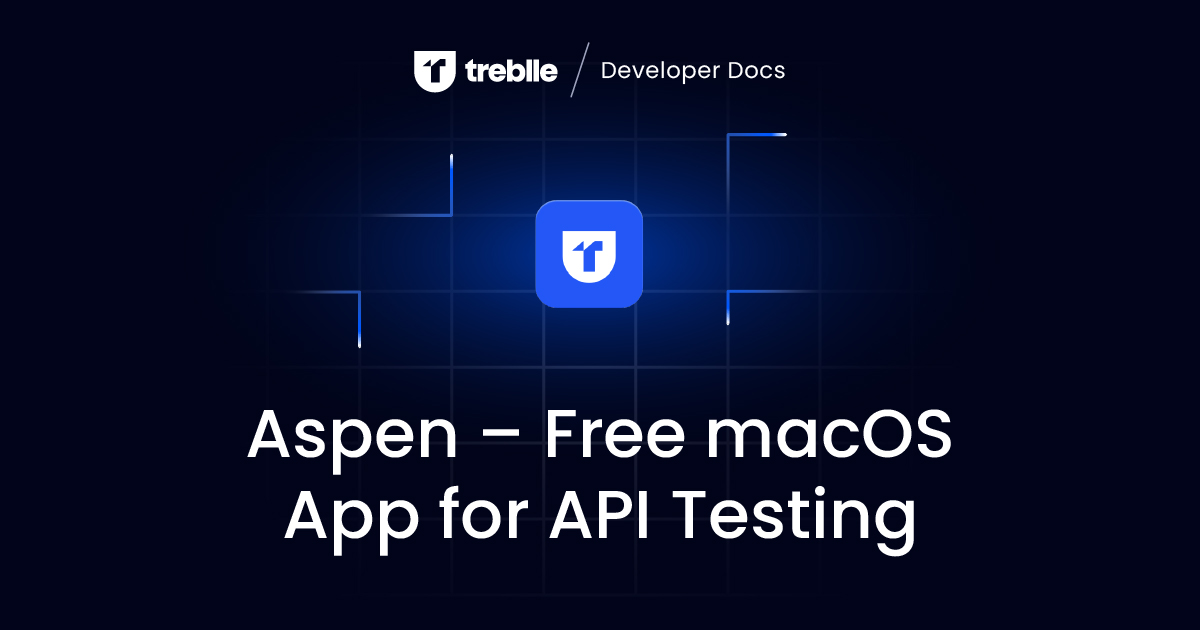 treblle / Developer Docs
Aspen – Free macOS
App for API Testing